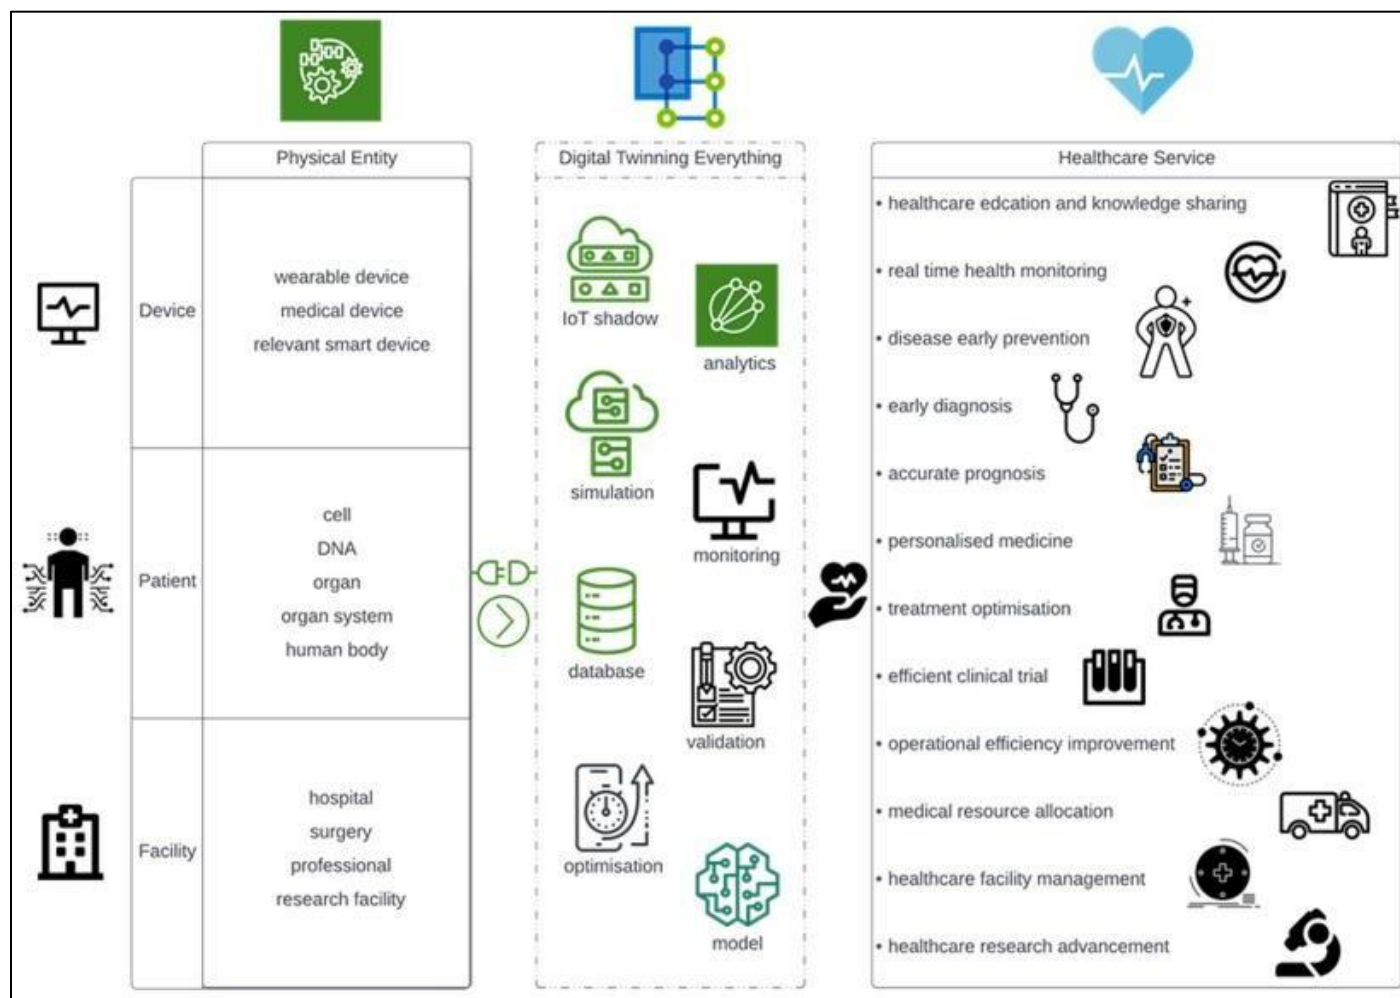 Physical Entity
Digital Twinning Everything
Healthcare Service
Device
wearable device
medical device
relevant smart device
Patient
cell
DNA
organ
organ system
human body
Facility
hospital
surgery
professional
research facility
IoT shadow
analytics
simulation
monitoring
database
validation
optimisation
model
• healthcare edcation and knowledge sharing
• real time health monitoring
• disease early prevention
• early diagnosis
• accurate prognosis
• personalised medicine
• treatment optimisation
• efficient clinical trial
• operational efficiency improvement
• medical resource allocation
• healthcare facility management
• healthcare research advancement